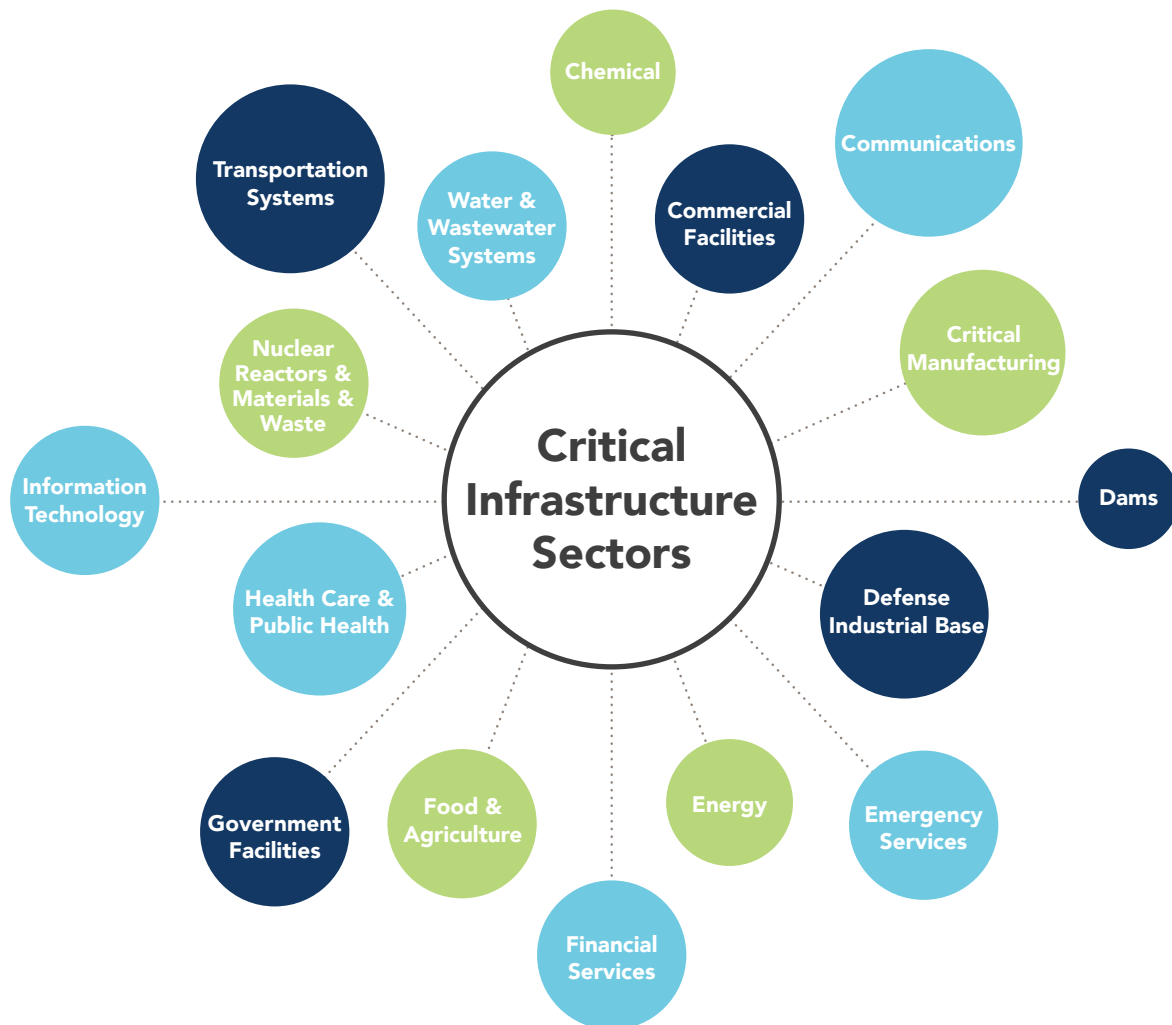 Critical
Infrastructure
Sectors
Chemical
Commercial
Facilities
Communications
Critical
Manufacturing
Dams
Defense
Industrial Base
Emergency
Services
Energy
Financial
Services
Food &
Agriculture
Government
Facilities
Health Care &
Public Health
Information
Technology
Nuclear
Reactors &
Materials &
Waste
Transportation
Systems
Water &
Wastewater
Systems